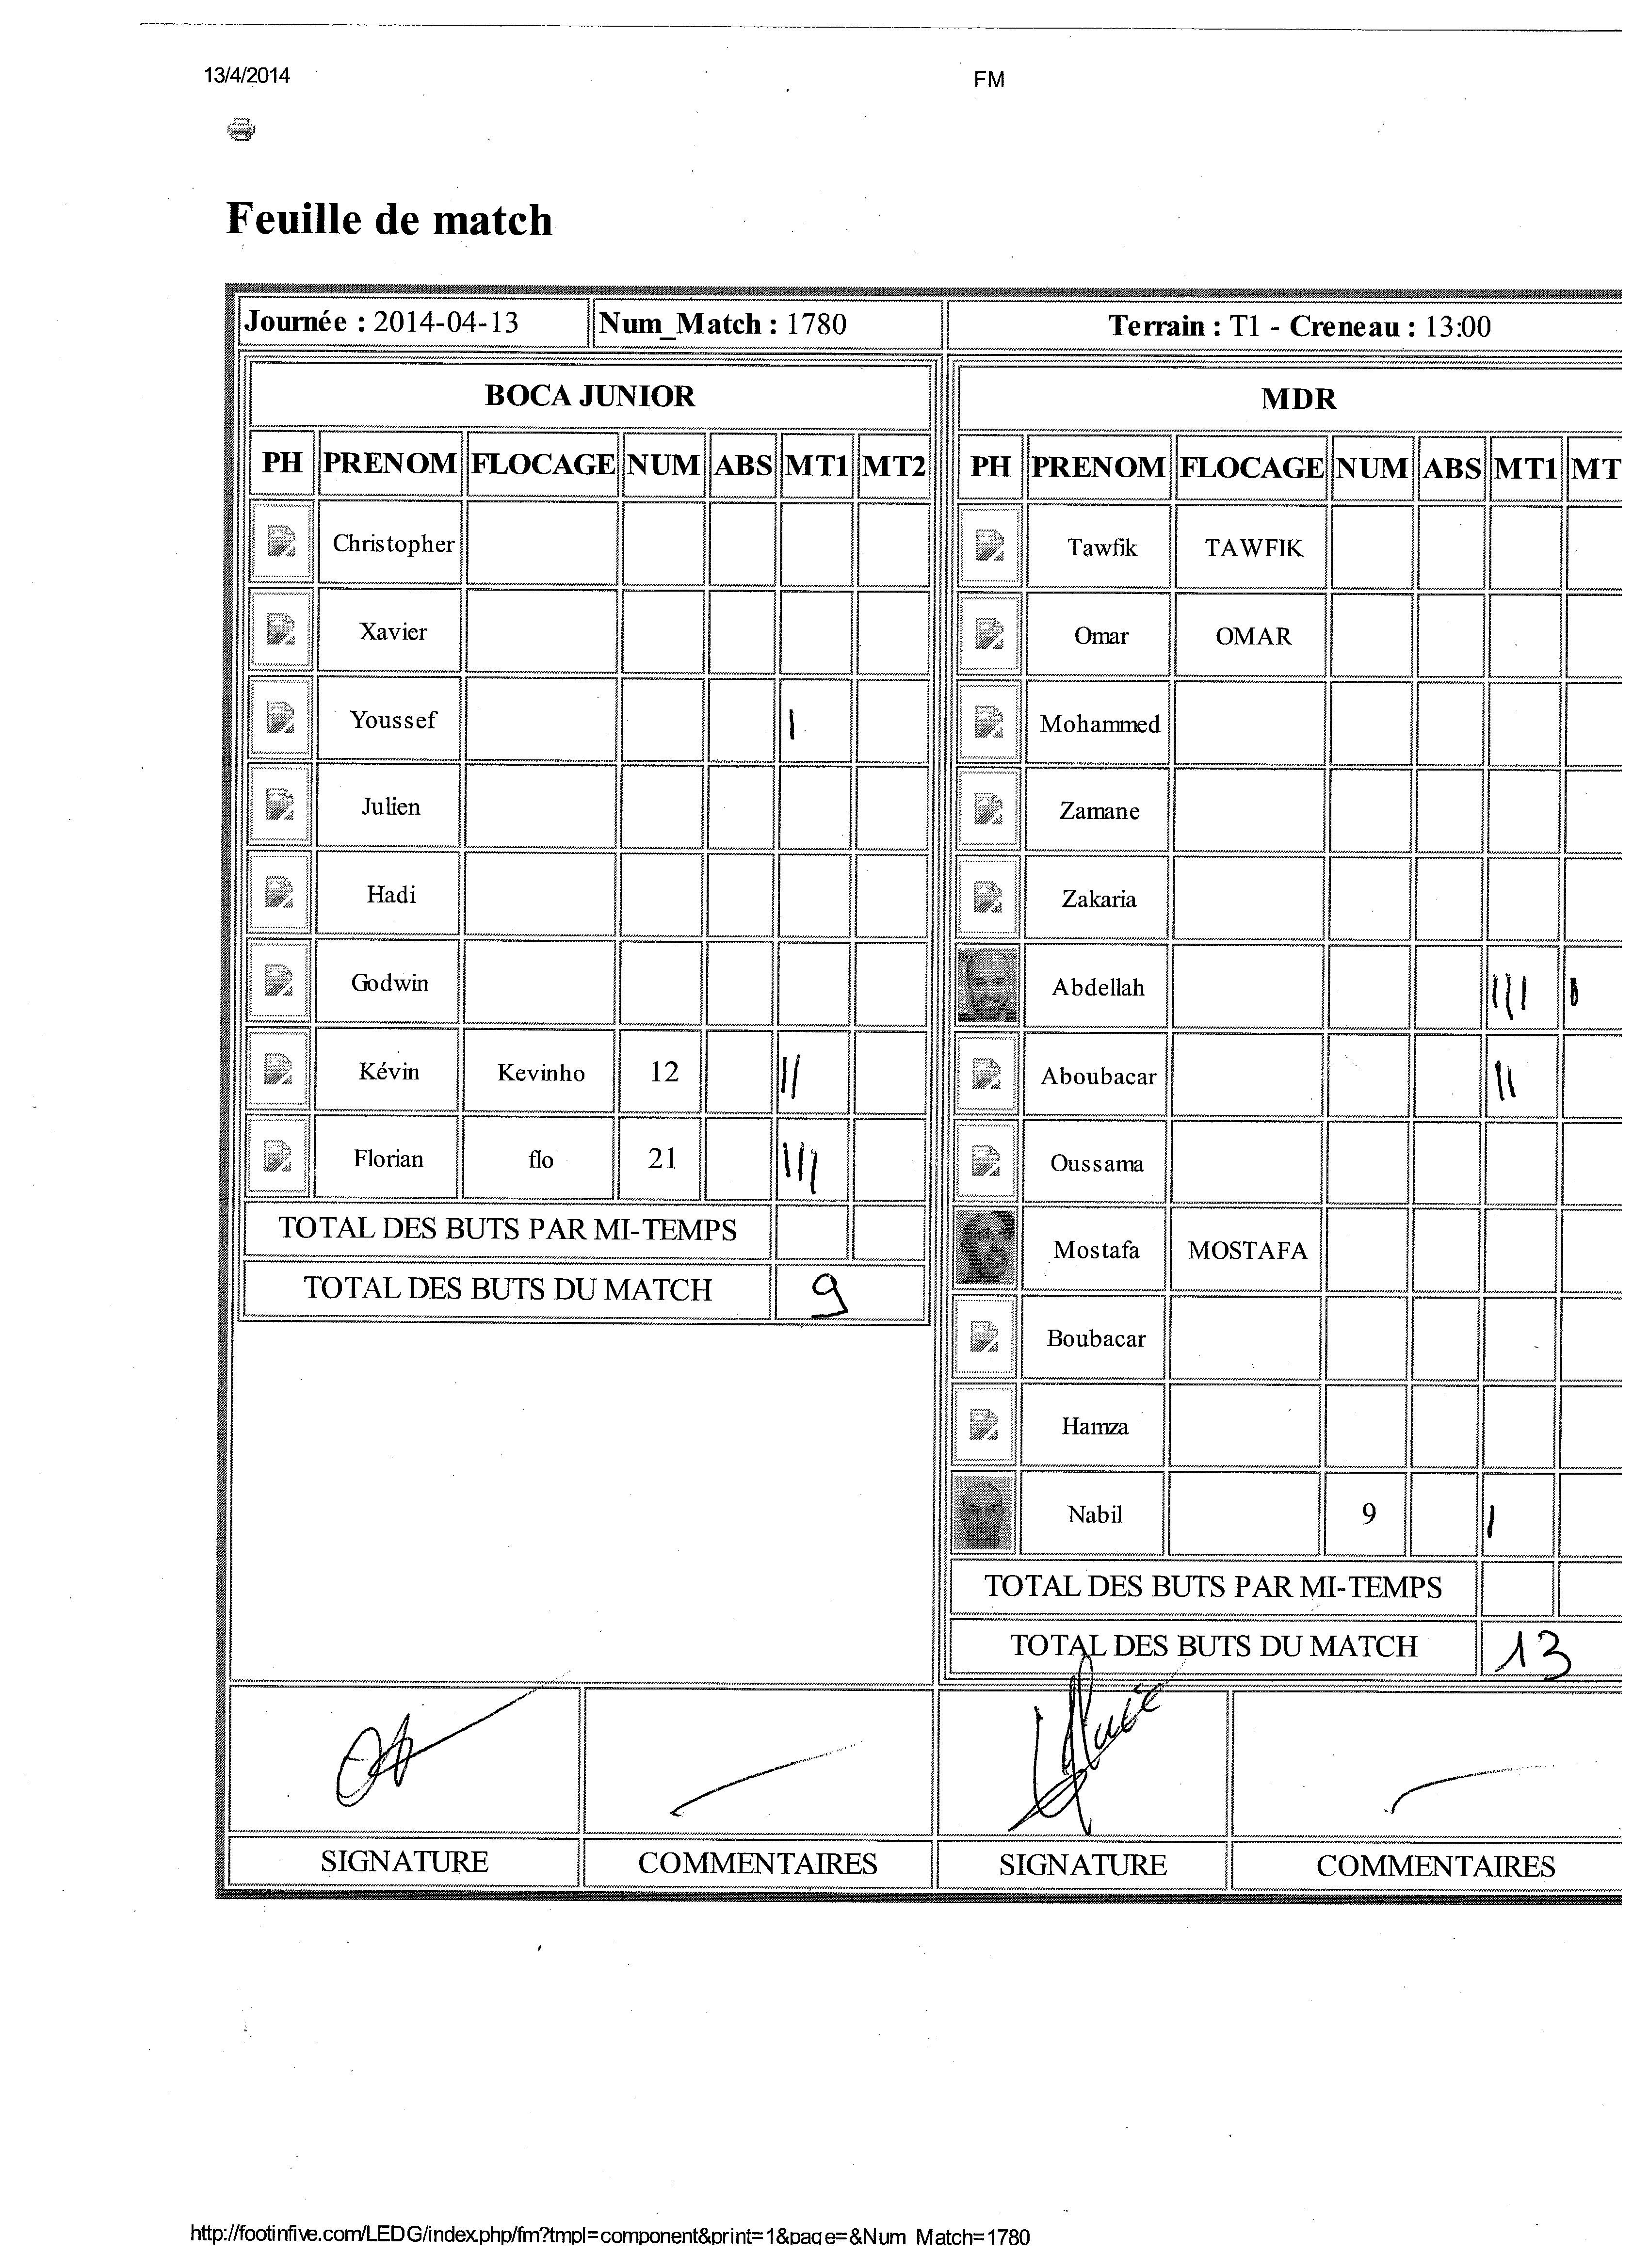 13/4/2014 FM
Feuille de match
Journée : 2014-04-13 Num_Match : 1780 Terrain : T1 - Creneau : 13:00
BOCA JUNIOR
PH PRENOM FLOCAGE NUM ABS MT1 MT2
Christopher
Xavier
Youssef I
Julien
Hadi
Godwin
Kévin Kevinho 12 II
Florian flo 21 III
TOTAL DES BUTS PAR MI-TEMPS
TOTAL DES BUTS DU MATCH 9
MDR
PH PRENOM FLOCAGE NUM ABS MT1 MT
Tawfik TAWFIK
Omar OMAR
Mohammed
Zamane
Zakaria
Abdellah III
Aboubacar II
Oussama
Mostafa MOSTAFA
Boubacar
Hamza
Nabil 9 I
TOTAL DES BUTS PAR MI-TEMPS
TOTAL DES BUTS DU MATCH 13
SIGNATURE COMMENTAIRES SIGNATURE COMMENTAIRES
http://footinfive.com/LEDG/index.php/fm?tmpl=component&print=1&page=&Num_Match=1780